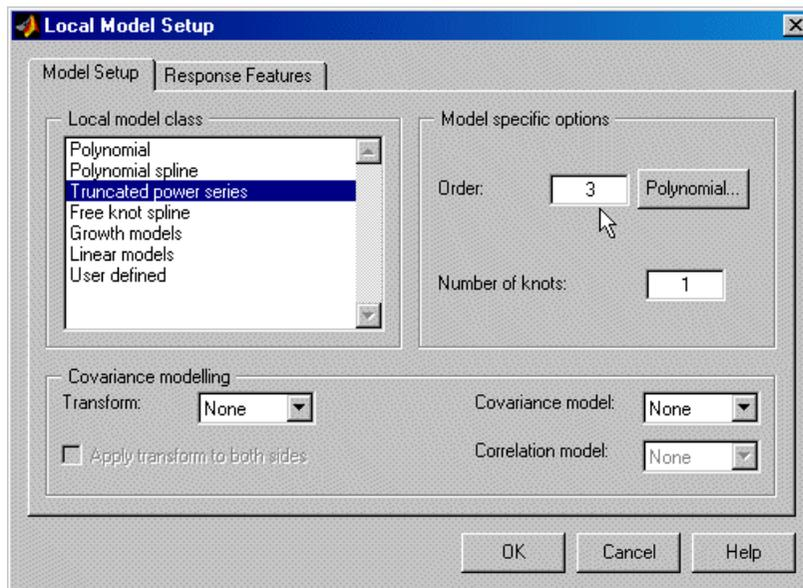 Local Model Setup
Model Setup
Response Features
Local model class
Polynomial
Polynomial spline
Truncated power series
Free knot spline
Growth models
Linear models
User defined
Model specific options
Order:
3
Polynomial...
Number of knots:
1
Covariance modelling
Transform:
None
Apply transform to both sides
Covariance model:
None
Correlation model:
None
OK
Cancel
Help